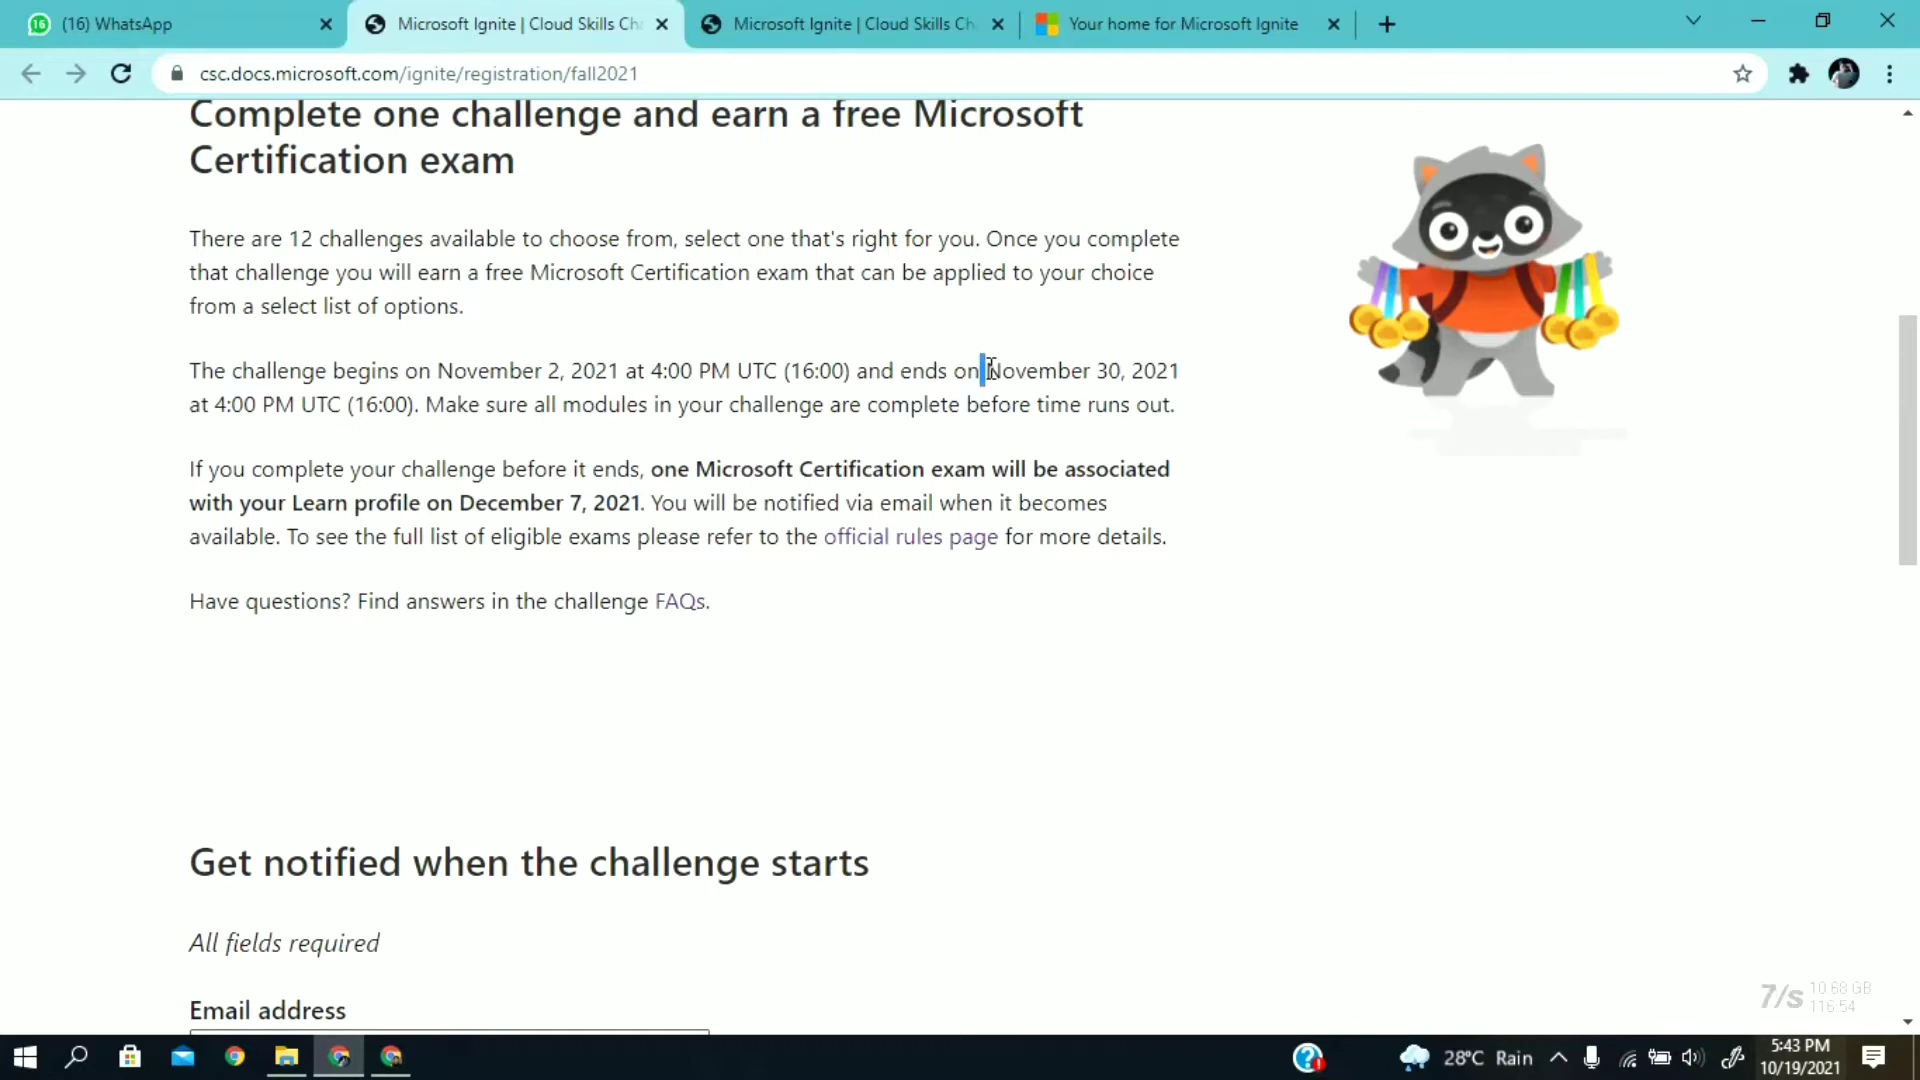 16 (16) WhatsApp
Microsoft Ignite | Cloud Skills Ch
Microsoft Ignite | Cloud Skills Ch
Your home for Microsoft Ignite
csc.docs.microsoft.com/ignite/registration/fall2021
Complete one challenge and earn a free Microsoft
Certification exam
There are 12 challenges available to choose from, select one that's right for you. Once you complete
that challenge you will earn a free Microsoft Certification exam that can be applied to your choice
from a select list of options.
The challenge begins on November 2, 2021 at 4:00 PM UTC (16:00) and ends on November 30, 2021
at 4:00 PM UTC (16:00). Make sure all modules in your challenge are complete before time runs out.
If you complete your challenge before it ends, one Microsoft Certification exam will be associated
with your Learn profile on December 7, 2021. You will be notified via email when it becomes
available. To see the full list of eligible exams please refer to the official rules page for more details.
Have questions? Find answers in the challenge FAQs.
Get notified when the challenge starts
All fields required
Email address
7/s 10.68 GB
116:54
28°C Rain
5:43 PM
10/19/2021